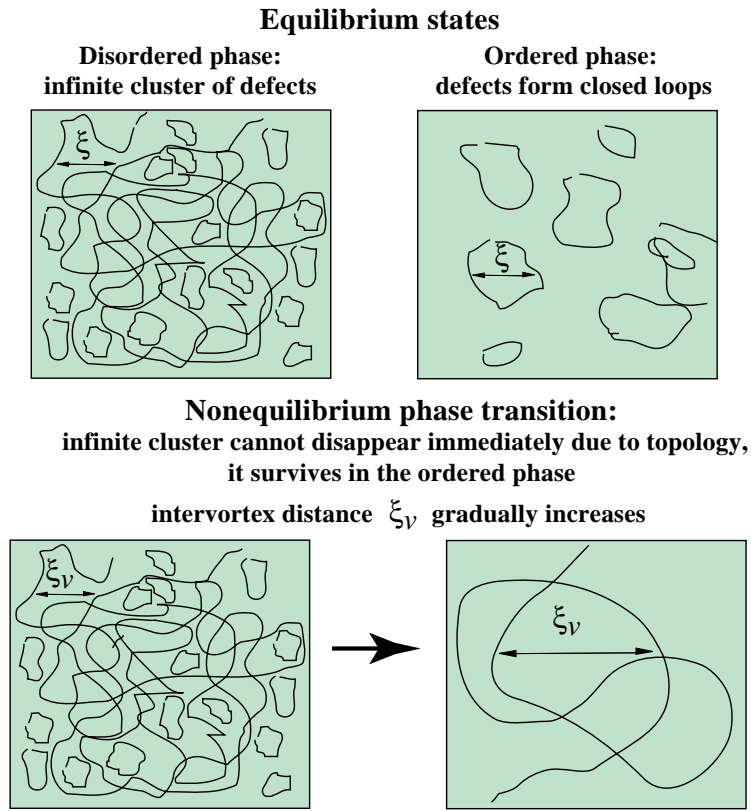 Equilibrium states
Disordered phase:
infinite cluster of defects
Ordered phase:
defects form closed loops
ξ
ξ
Nonequilibrium phase transition:
infinite cluster cannot disappear immediately due to topology,
it survives in the ordered phase
intervortex distance ξv gradually increases
ξv
ξv